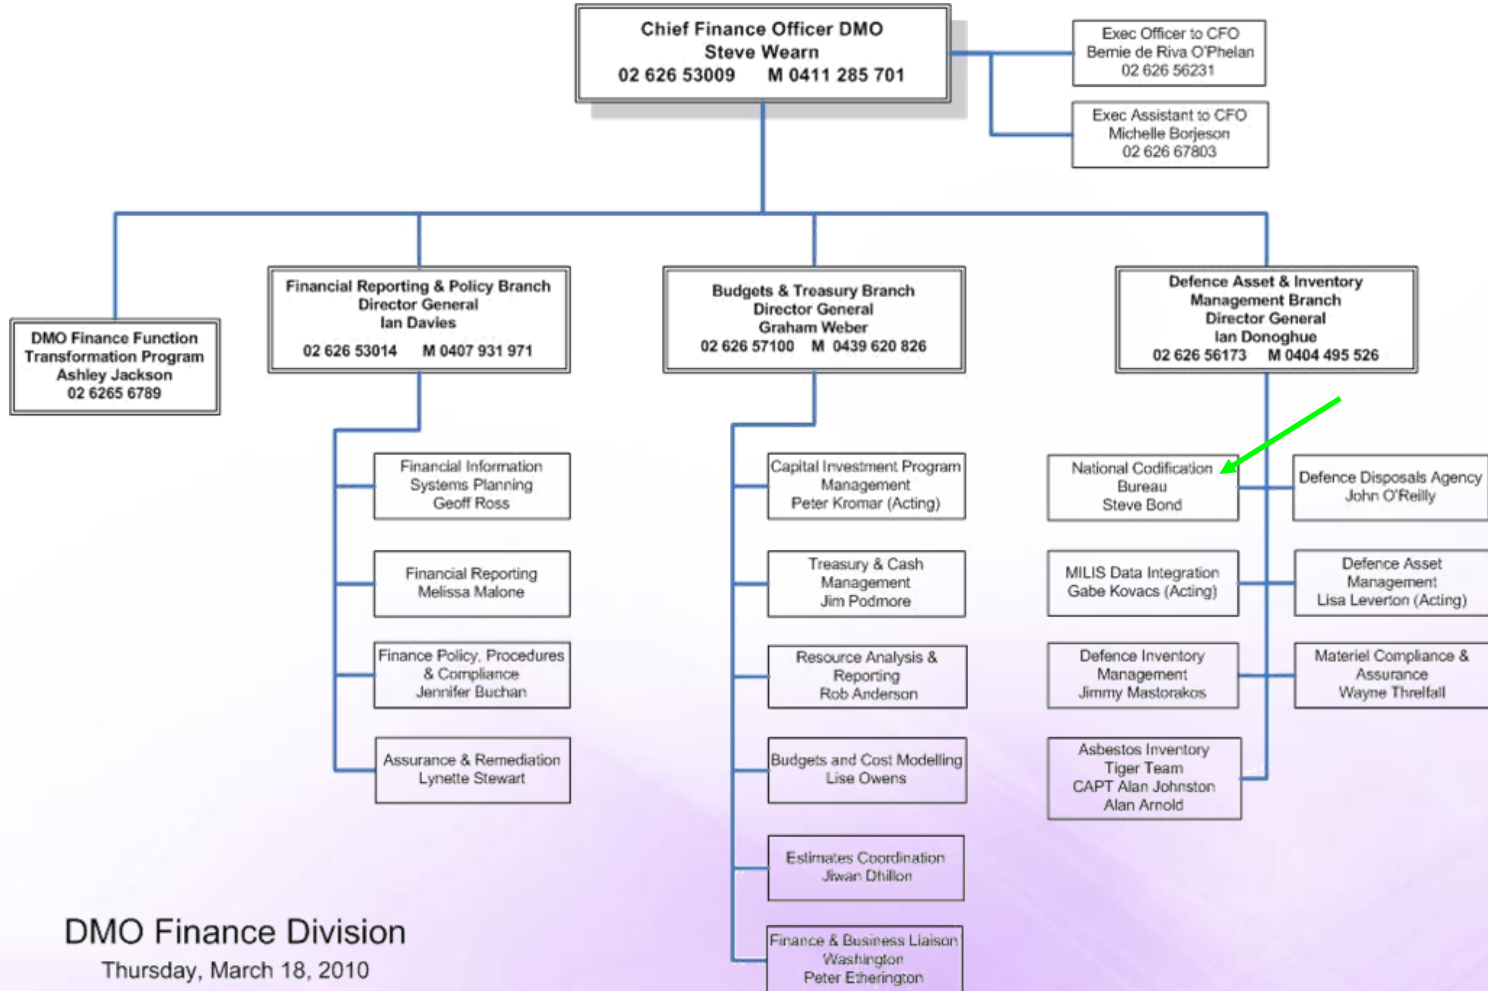 Chief Finance Officer DMO
Steve Wearn
02 626 53009 M 0411 285 701
Exec Officer to CFO
Bernie de Riva O'Phelan
02 626 56231
Exec Assistant to CFO
Michelle Borjeson
02 626 67803
DMO Finance Function
Transformation Program
Ashley Jackson
02 6265 6789
Financial Reporting & Policy Branch
Director General
Ian Davies
02 626 53014 M 0407 931 971
Budgets & Treasury Branch
Director General
Graham Weber
02 626 57100 M 0439 620 826
Defence Asset & Inventory
Management Branch
Director General
Ian Donoghue
02 626 56173 M 0404 495 526
Financial Information
Systems Planning
Geoff Ross
Financial Reporting
Melissa Malone
Finance Policy, Procedures
& Compliance
Jennifer Buchan
Assurance & Remediation
Lynette Stewart
Capital Investment Program
Management
Peter Kromar (Acting)
Treasury & Cash
Management
Jim Podmore
Resource Analysis &
Reporting
Rob Anderson
Budgets and Cost Modelling
Lise Owens
Estimates Coordination
Jiwan Dhillon
Finance & Business Liaison
Washington
Peter Etherington
National Codification
Bureau
Steve Bond
Defence Disposals Agency
John O'Reilly
MILIS Data Integration
Gabe Kovacs (Acting)
Defence Asset
Management
Lisa Leverton (Acting)
Defence Inventory
Management
Jimmy Mastorakos
Materiel Compliance &
Assurance
Wayne Threlfall
Asbestos Inventory
Tiger Team
CAPT Alan Johnston
Alan Arnold
DMO Finance Division
Thursday, March 18, 2010